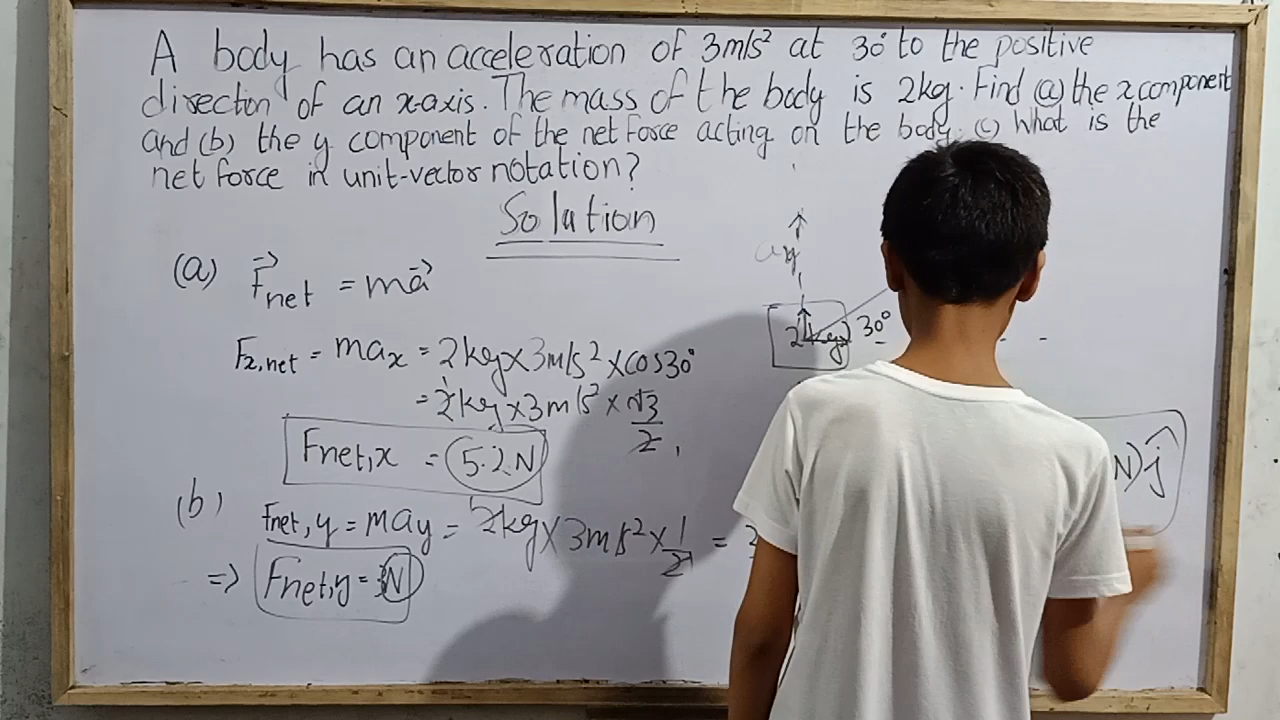 A body has an acceleration of 3m/s² at 30° to the positive
direction of an x-axis. The mass of the body is 2kg. Find (a) the x component
and (b) the y component of the net force acting on the body. (c) What is the
net force in unit-vector notation?
Solution
(a) F⃗net = ma⃗
ay
2kg 30°
Fx,net = max = 2kg×3m/s²×cos30°
= 2kg×3m/s²×√3/2
Fnet,x = 5.2N
N)ĵ
(b) Fnet,y = may = 2kg×3m/s²×1/2 =
=> Fnet,y = 3N